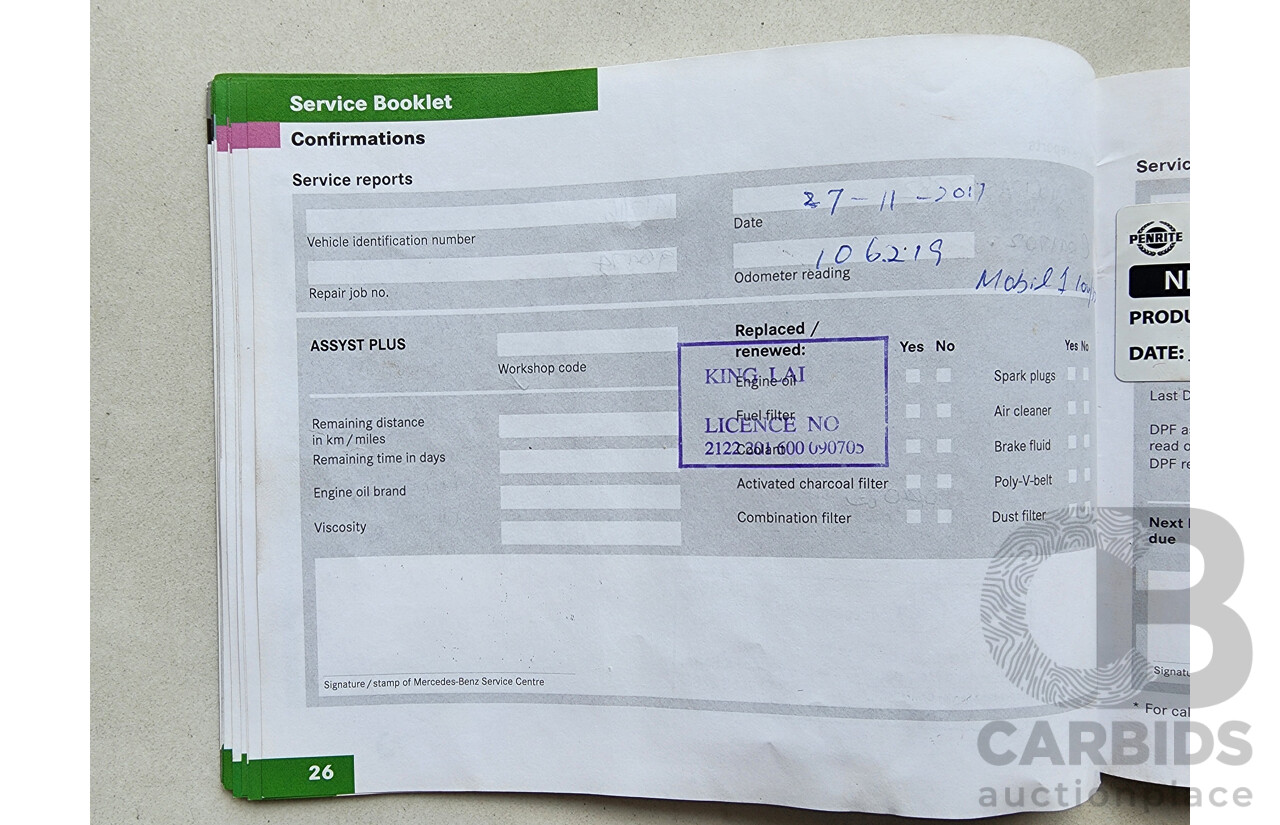 Service Booklet
Confirmations
Service reports
27-11-2017
Date
Vehicle identification number
106219
Odometer reading
Repair job no.
Mobil 1
ASSYST PLUS
Workshop code
Replaced /
renewed:
Yes No
Yes No
KING LAI
Engine oil
Spark plugs
Fuel filter
Air cleaner
LICENCE NO
2122 201 600 090705
Coolant
Brake fluid
Activated charcoal filter
Poly-V-belt
Combination filter
Dust filter
Remaining distance
in km / miles
Remaining time in days
Engine oil brand
Viscosity
Signature / stamp of Mercedes-Benz Service Centre
26
Servic
PENRITE
NE
PRODU
DATE:
Last D
DPF a
read o
DPF re
Next
due
Signatu
* For cal
CB
CARBIDS
auctionplace